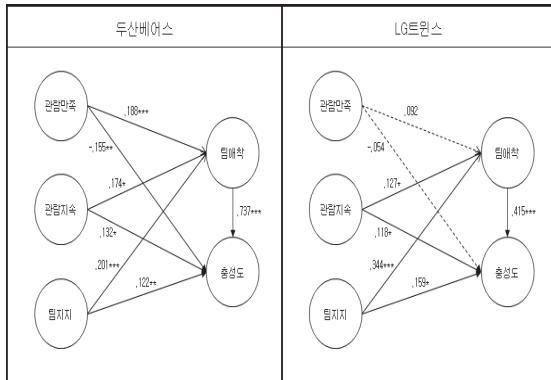 두산베어스
LG트윈스
관람만족
.188***
-.155**
팀애착
관람지속
.174*
.132*
.737***
.201***
.122**
충성도
팀지지
관람만족
.092
-.054
팀애착
관람지속
.127*
.118*
.415***
.344***
.159*
충성도
팀지지